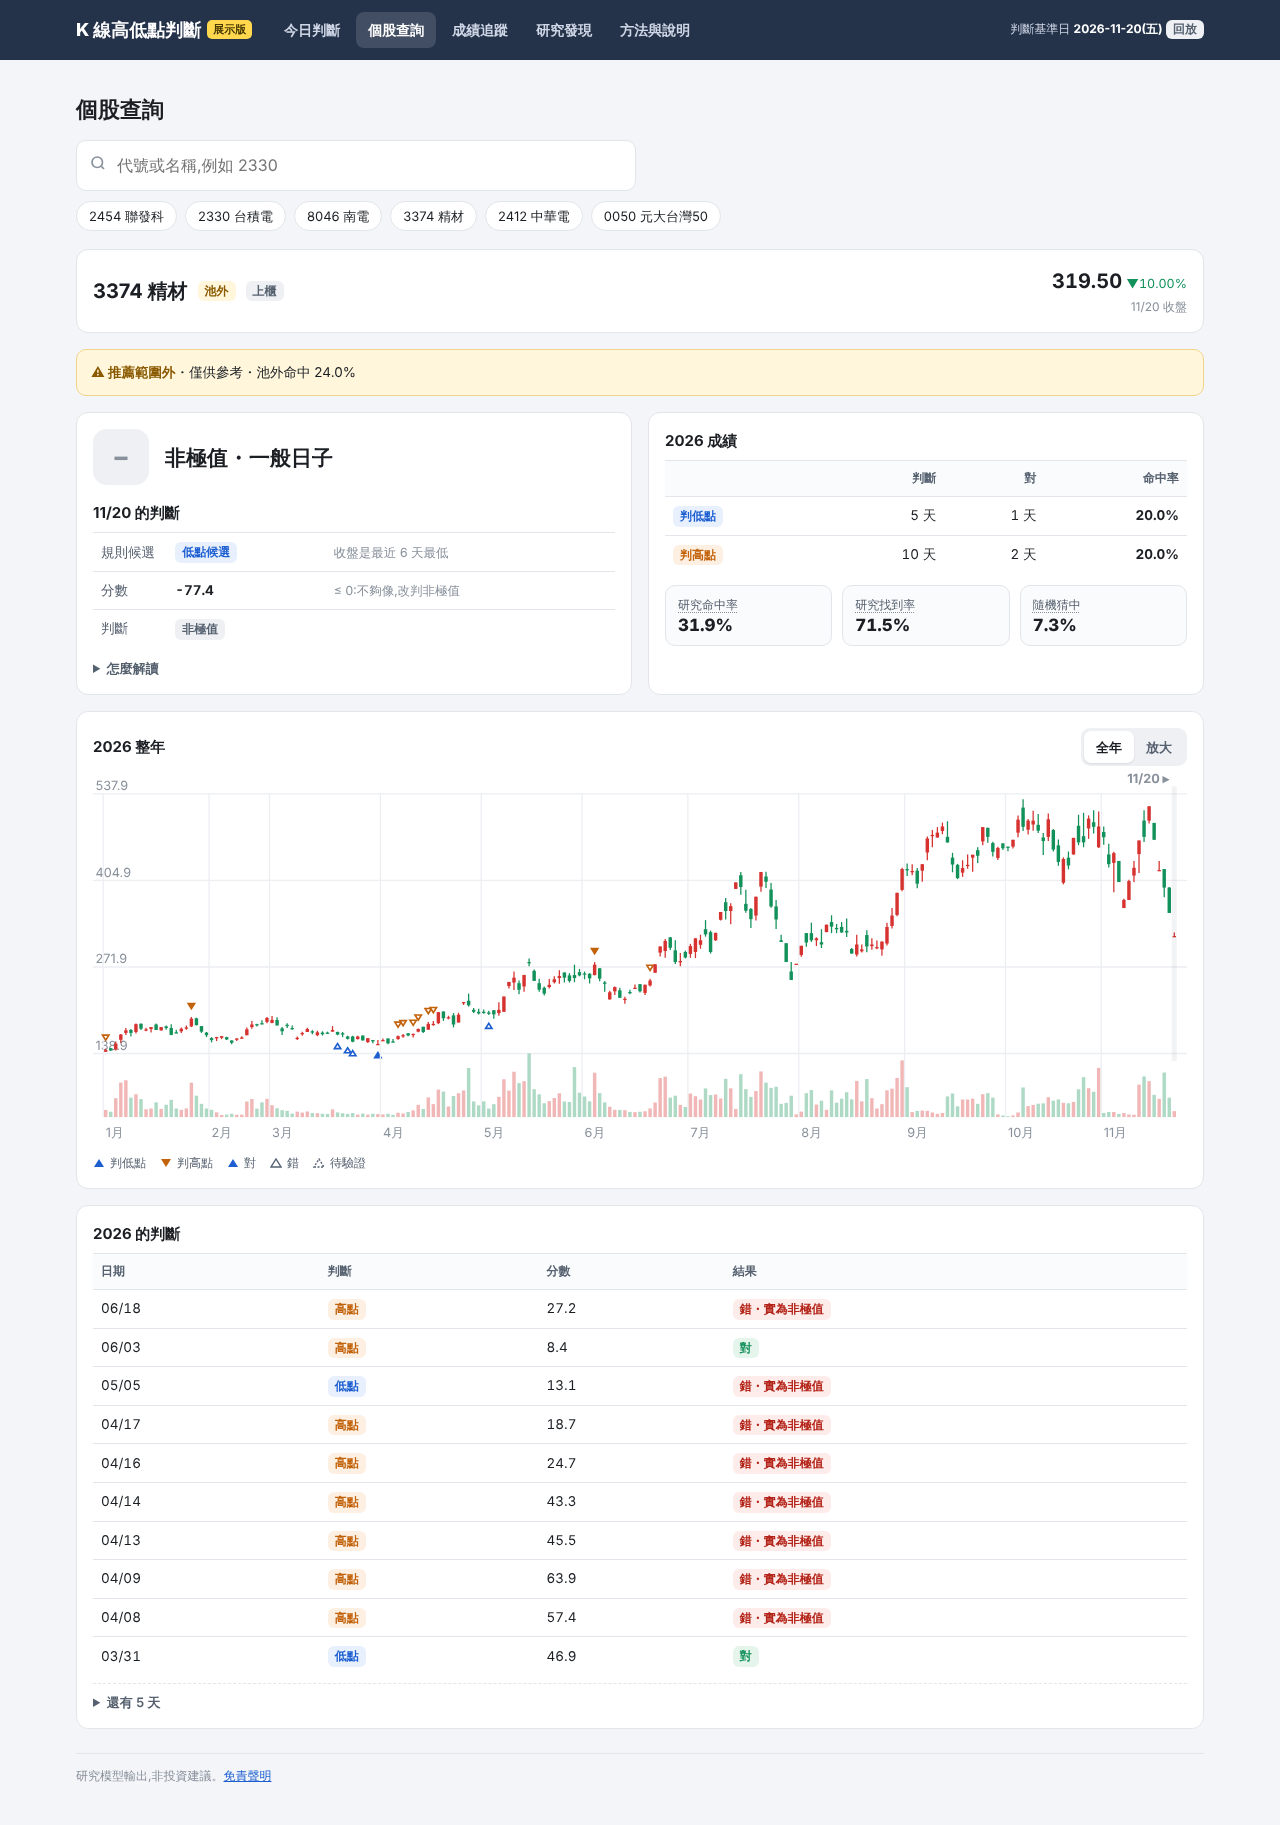 K 線高低點判斷 展示版 今日判斷 個股查詢 成績追蹤 研究發現 方法與說明 判斷基準日 2026-11-20(五) 回放
個股查詢
代號或名稱,例如 2330
2454 聯發科 2330 台積電 8046 南電 3374 精材 2412 中華電 0050 元大台灣50
3374 精材 池外 上櫃 319.50 ▼10.00%
11/20 收盤
⚠ 推薦範圍外・僅供參考・池外命中 24.0%
– 非極值・一般日子
11/20 的判斷
規則候選 低點候選 收盤是最近 6 天最低
分數 -77.4 ≤ 0:不夠像,改判非極值
判斷 非極值
▶ 怎麼解讀
2026 成績
判斷 對 命中率
判低點 5 天 1 天 20.0%
判高點 10 天 2 天 20.0%
研究命中率 研究找到率 隨機猜中
31.9% 71.5% 7.3%
2026 整年 全年 放大
11/20 ▶
537.9
404.9
271.9
138.9
1月 2月 3月 4月 5月 6月 7月 8月 9月 10月 11月
判低點 判高點 對 錯 待驗證
2026 的判斷
日期 判斷 分數 結果
06/18 高點 27.2 錯・實為非極值
06/03 高點 8.4 對
05/05 低點 13.1 錯・實為非極值
04/17 高點 18.7 錯・實為非極值
04/16 高點 24.7 錯・實為非極值
04/14 高點 43.3 錯・實為非極值
04/13 高點 45.5 錯・實為非極值
04/09 高點 63.9 錯・實為非極值
04/08 高點 57.4 錯・實為非極值
03/31 低點 46.9 對
▶ 還有 5 天
研究模型輸出,非投資建議。免責聲明